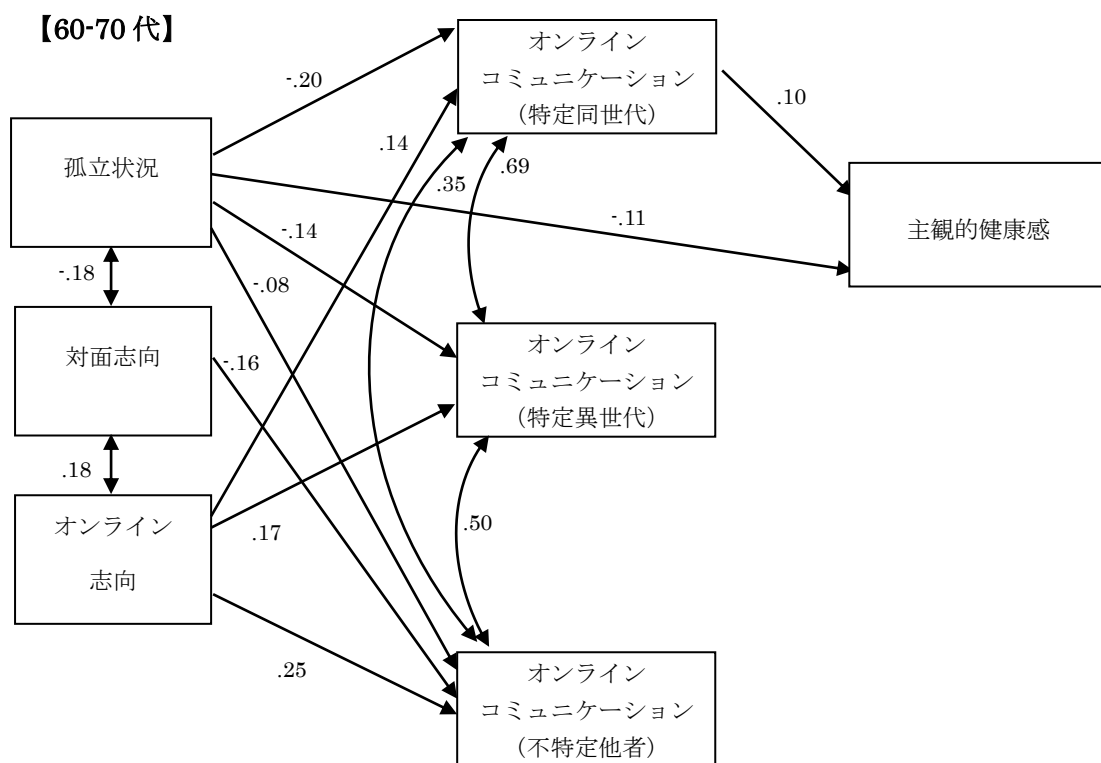 【60-70 代】
オンライン
コミュニケーション
（特定同世代）
-.20
.10
.14
孤立状況
.35
.69
-.11
主観的健康感
-.14
-.18
-.08
対面志向
-.16
オンライン
コミュニケーション
（特定異世代）
.18
オンライン
志向
.17
.50
.25
オンライン
コミュニケーション
（不特定他者）